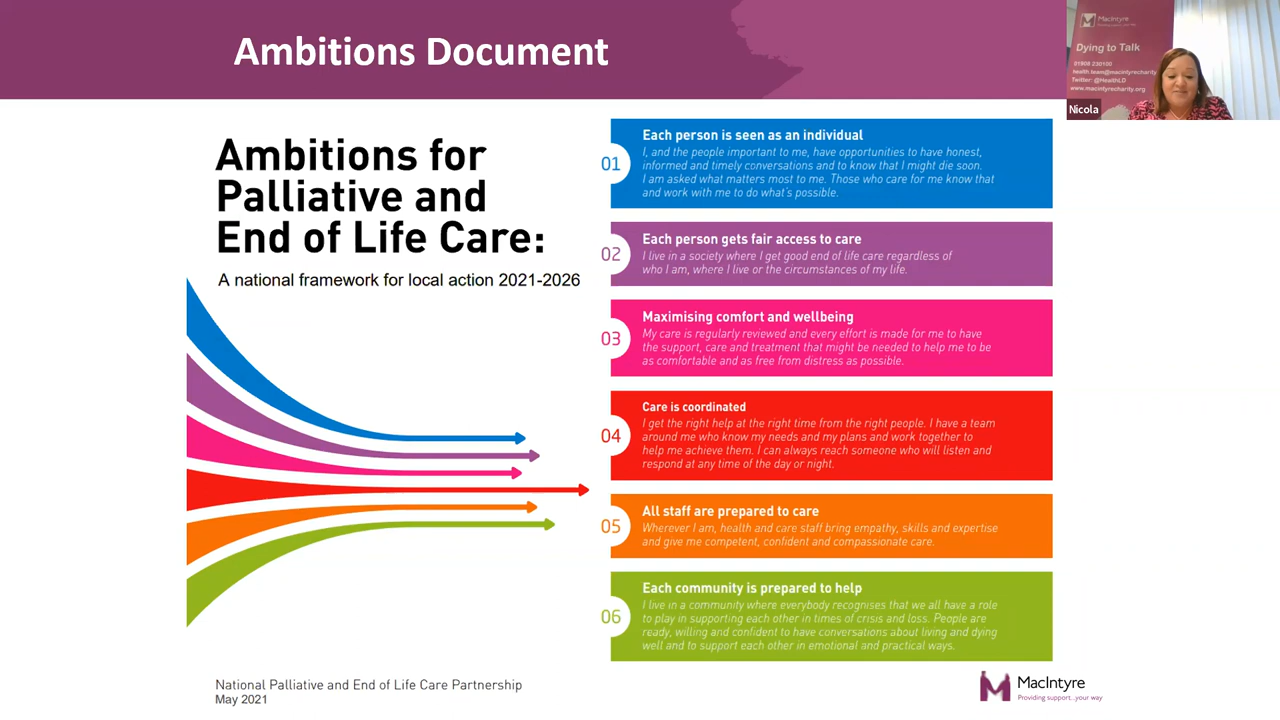 Ambitions Document
Ambitions for
Palliative and
End of Life Care:
A national framework for local action 2021-2026
01
Each person is seen as an individual
I, and the people important to me, have opportunities to have honest,
informed and timely conversations and to know that I might die soon.
I am asked what matters most to me. Those who care for me know that
and work with me to do what's possible.
02
Each person gets fair access to care
I live in a society where I get good end of life care regardless of
who I am, where I live or the circumstances of my life.
03
Maximising comfort and wellbeing
My care is regularly reviewed and every effort is made for me to have
the support, care and treatment that might be needed to help me to be
as comfortable and as free from distress as possible.
04
Care is coordinated
I get the right help at the right time from the right people. I have a team
around me who know my needs and my plans and work together to
help me achieve them. I can always reach someone who will listen and
respond at any time of the day or night.
05
All staff are prepared to care
Wherever I am, health and care staff bring empathy, skills and expertise
and give me competent, confident and compassionate care.
06
Each community is prepared to help
I live in a community where everybody recognises that we all have a role
to play in supporting each other in times of crisis and loss. People are
ready, willing and confident to have conversations about living and dying
well and to support each other in emotional and practical ways.
National Palliative and End of Life Care Partnership
May 2021
MacIntyre
Providing support...your way
MacIntyre
Dying to Talk
01908 230100
health.team@macintyrecharity
Twitter: @HealthLD
www.macintyrecharity.org
Nicola